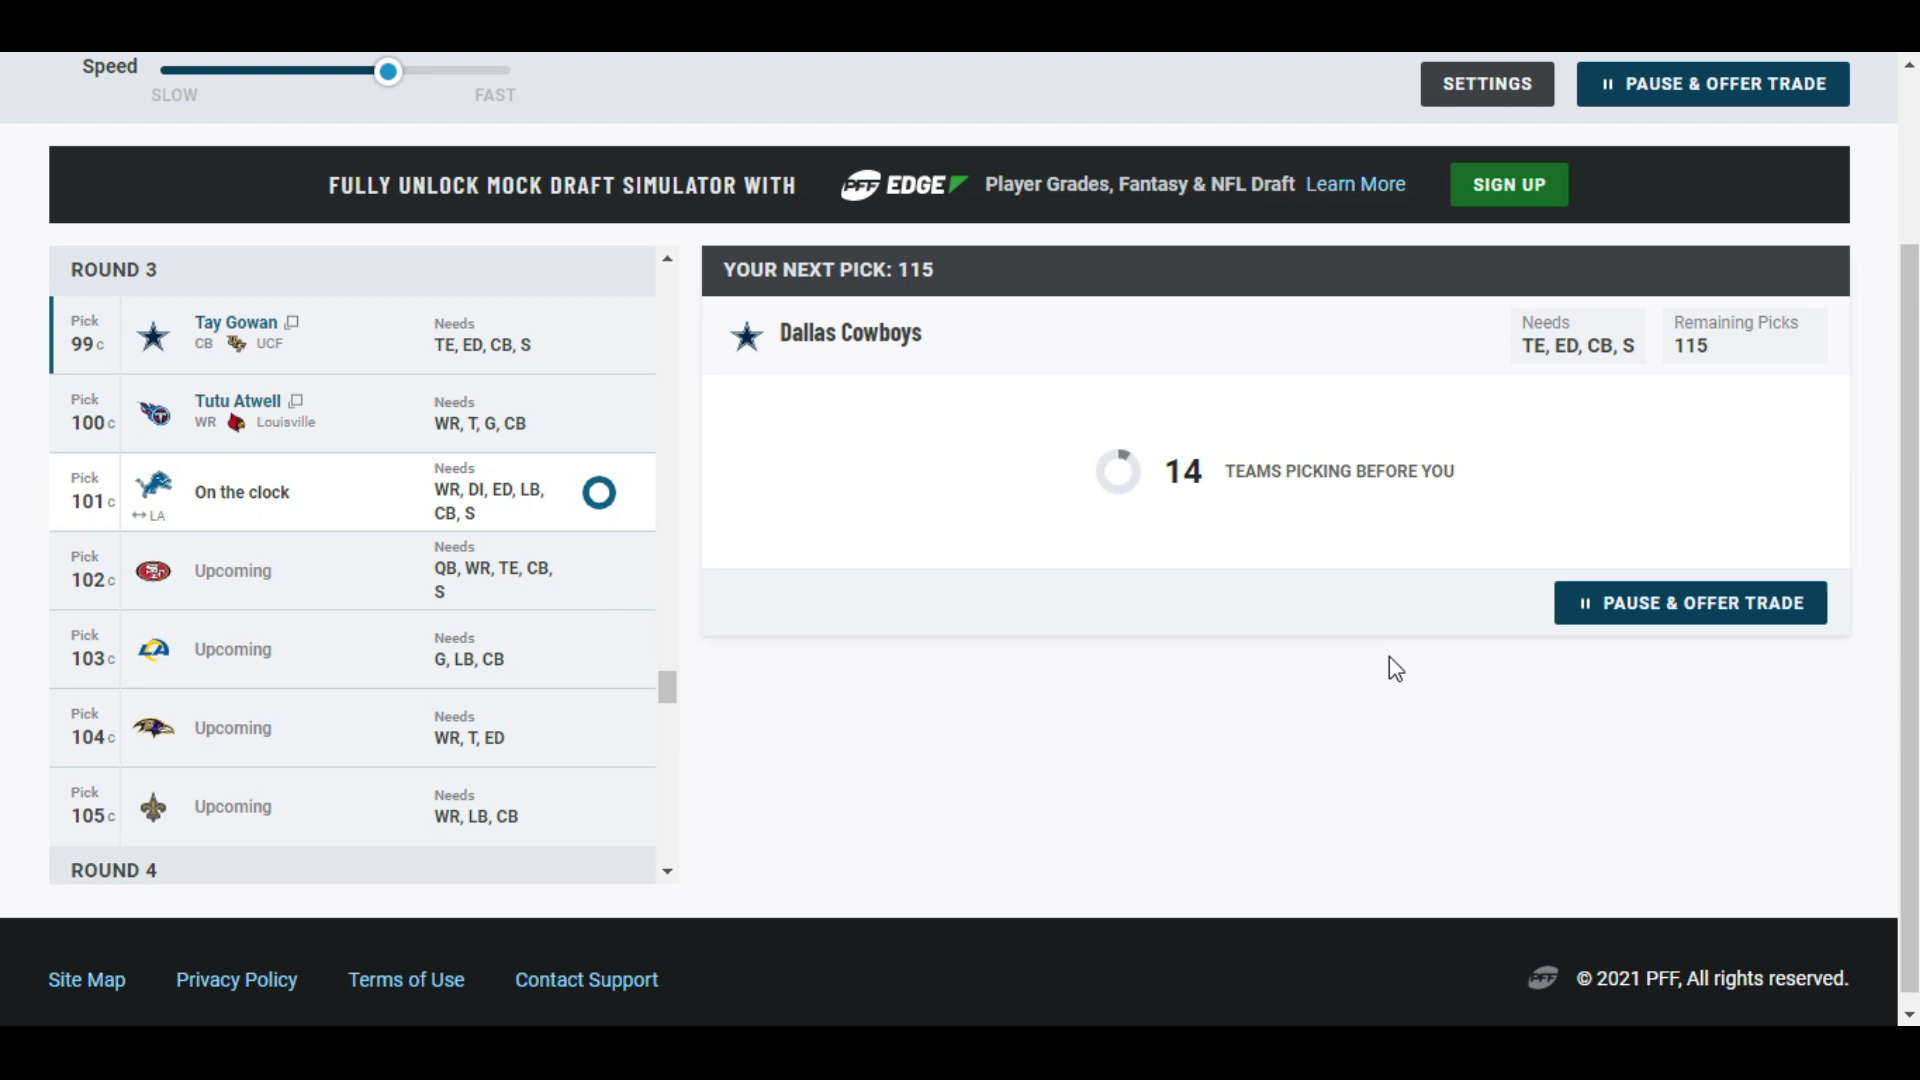 Speed
SLOW FAST
SETTINGS
PAUSE & OFFER TRADE
FULLY UNLOCK MOCK DRAFT SIMULATOR WITH PFF EDGE Player Grades, Fantasy & NFL Draft Learn More SIGN UP
ROUND 3
Pick
99 c
Tay Gowan
CB UCF
Needs
TE, ED, CB, S
Pick
100 c
Tutu Atwell
WR Louisville
Needs
WR, T, G, CB
Pick
101 c
LA
On the clock
Needs
WR, DI, ED, LB,
CB, S
Pick
102 c
Upcoming
Needs
QB, WR, TE, CB,
S
Pick
103 c
Upcoming
Needs
G, LB, CB
Pick
104 c
Upcoming
Needs
WR, T, ED
Pick
105 c
Upcoming
Needs
WR, LB, CB
ROUND 4
YOUR NEXT PICK: 115
Dallas Cowboys
Needs
TE, ED, CB, S
Remaining Picks
115
14 TEAMS PICKING BEFORE YOU
PAUSE & OFFER TRADE
Site Map Privacy Policy Terms of Use Contact Support
PFF © 2021 PFF, All rights reserved.